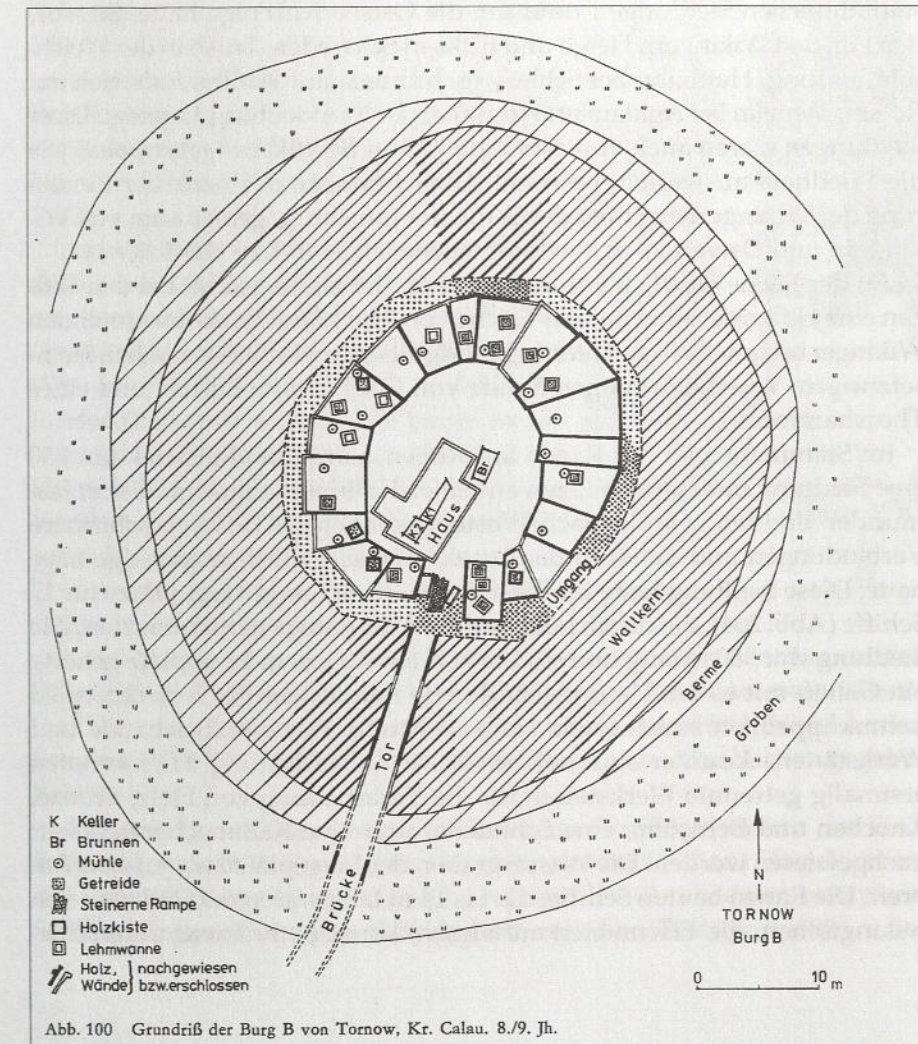 Br
K2
K1
Haus
Umgang
Wallkern
Berme
Graben
Tor
Brücke
K Keller
Br Brunnen
Mühle
Getreide
Steinerne Rampe
Holzkiste
Lehmwanne
Holz, } nachgewiesen
Wände } bzw. erschlossen
N
TORNOW
Burg B
0 10 m
Abb. 100 Grundriß der Burg B von Tornow, Kr. Calau. 8./9. Jh.